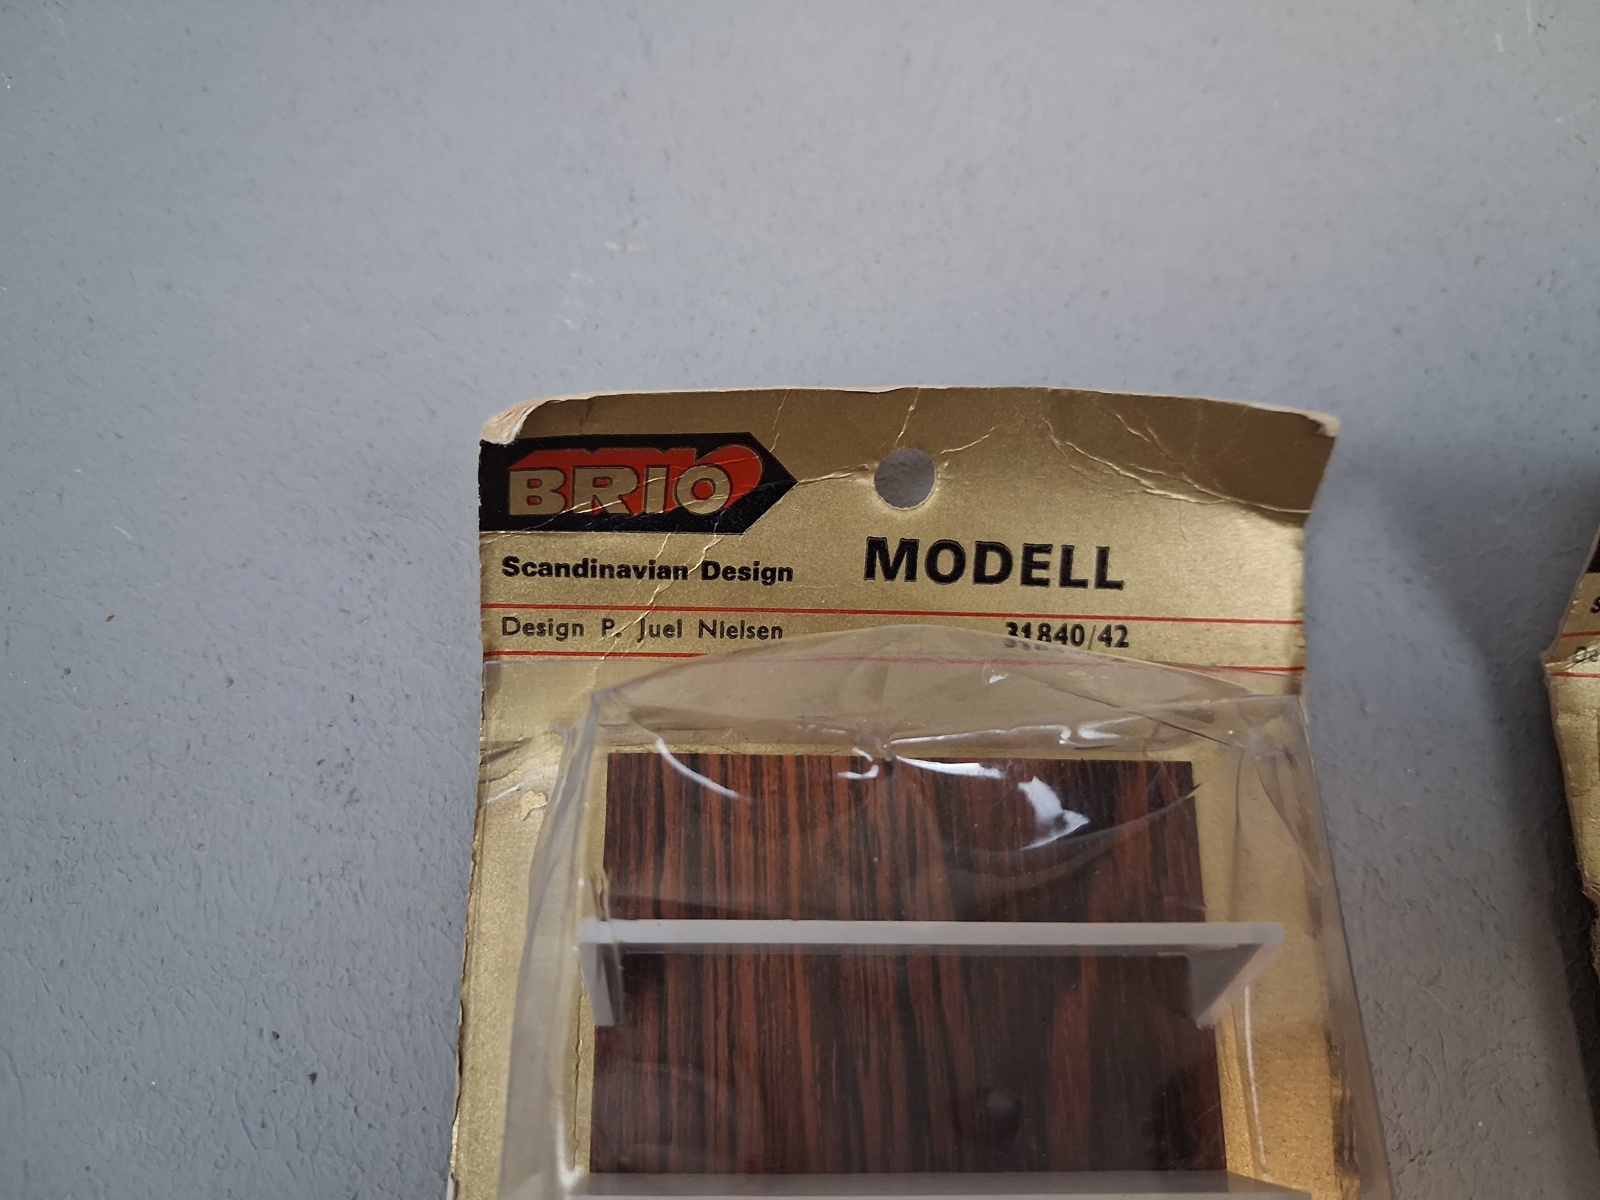 BRIO
Scandinavian Design
MODELL
Design P. Juel Nielsen
31840/42